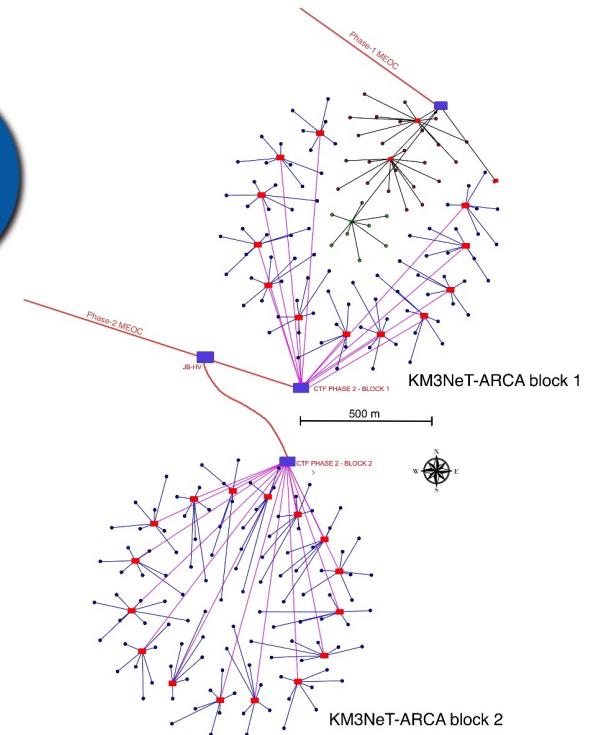 Phase-1 MEOC
Phase-2 MEOC
JB-HV
CTF PHASE 2 - BLOCK 1
KM3NeT-ARCA block 1
500 m
CTF PHASE 2 - BLOCK 2
N
W E
S
KM3NeT-ARCA block 2